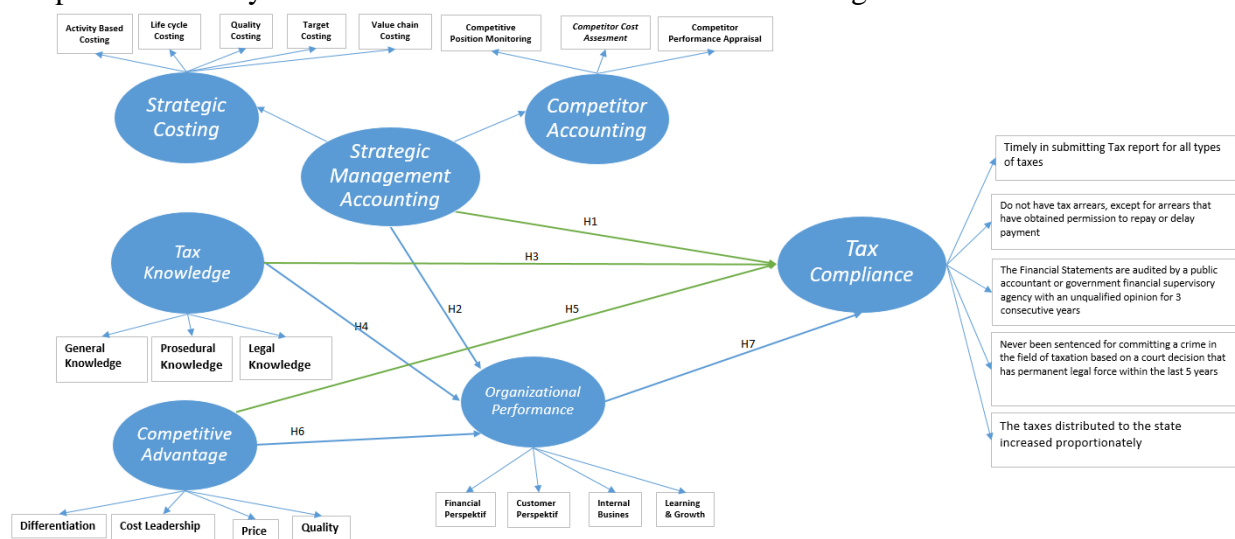 Activity Based
Costing
Life cycle
Costing
Quality
Costing
Target
Costing
Value chain
Costing
Competitive
Position Monitoring
Competitor Cost
Assesment
Competitor
Performance Appraisal
Strategic
Costing
Competitor
Accounting
Strategic
Management
Accounting
Timely in submitting Tax report for all types
of taxes
Do not have tax arrears, except for arrears that
have obtained permission to repay or delay
payment
H1
Tax
Knowledge
H3
Tax
Compliance
The Financial Statements are audited by a public
accountant or government financial supervisory
agency with an unqualified opinion for 3
consecutive years
H2
H5
H4
H7
General
Knowledge
Prosedural
Knowledge
Legal
Knowledge
Never been sentenced for committing a crime in
the field of taxation based on a court decision that
has permanent legal force within the last 5 years
Organizational
Performance
Competitive
Advantage
H6
The taxes distributed to the state
increased proportionately
Financial
Perspektif
Customer
Perspektif
Internal
Busines
Learning
& Growth
Differentiation
Cost Leadership
Price
Quality